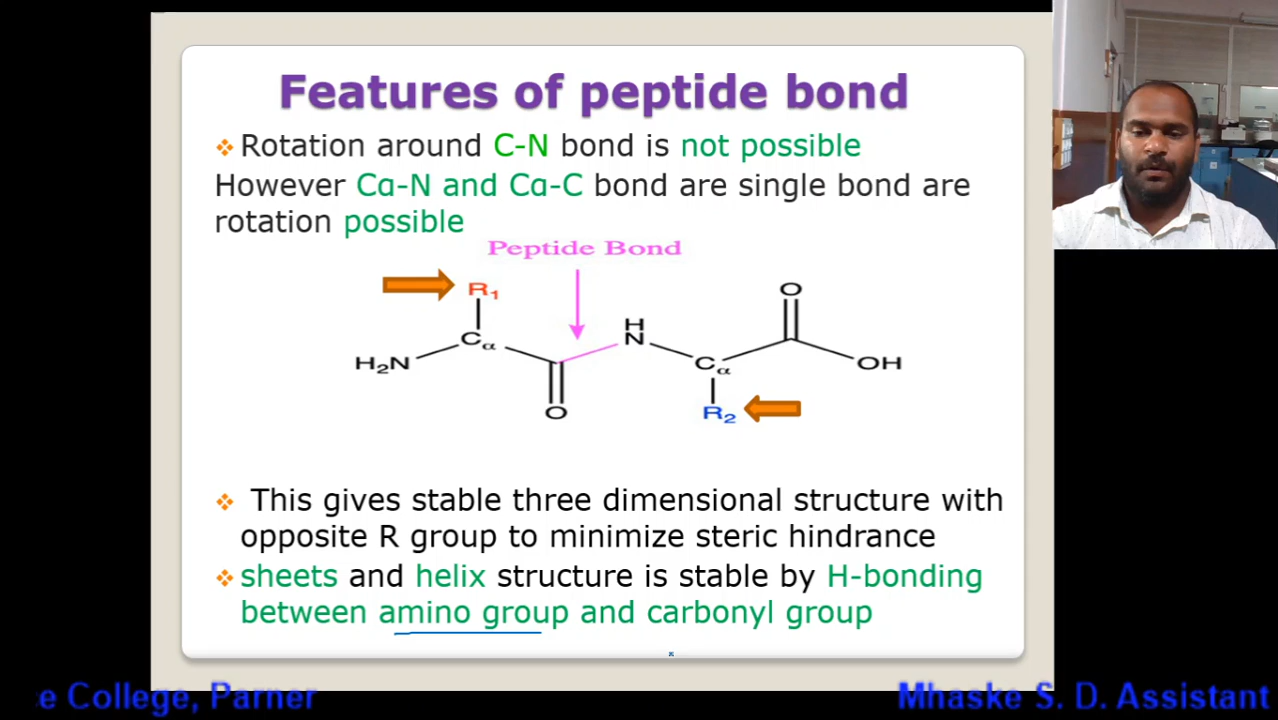 Features of peptide bond
Rotation around C-N bond is not possible
However Cα-N and Cα-C bond are single bond are
rotation possible
Peptide Bond
R1
O
H
N
Cα
H2N
Cα
OH
O
R2
This gives stable three dimensional structure with
opposite R group to minimize steric hindrance
sheets and helix structure is stable by H-bonding
between amino group and carbonyl group
e College, Parner
Mhaske S. D. Assistant